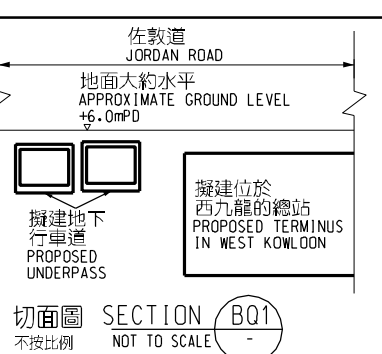 佐敦道
JORDAN ROAD
地面大約水平
APPROXIMATE GROUND LEVEL
+6.0mPD
擬建地下
行車道
PROPOSED
UNDERPASS
擬建位於
西九龍的總站
PROPOSED TERMINUS
IN WEST KOWLOON
切面圖 SECTION BQ1
不按比例 NOT TO SCALE -